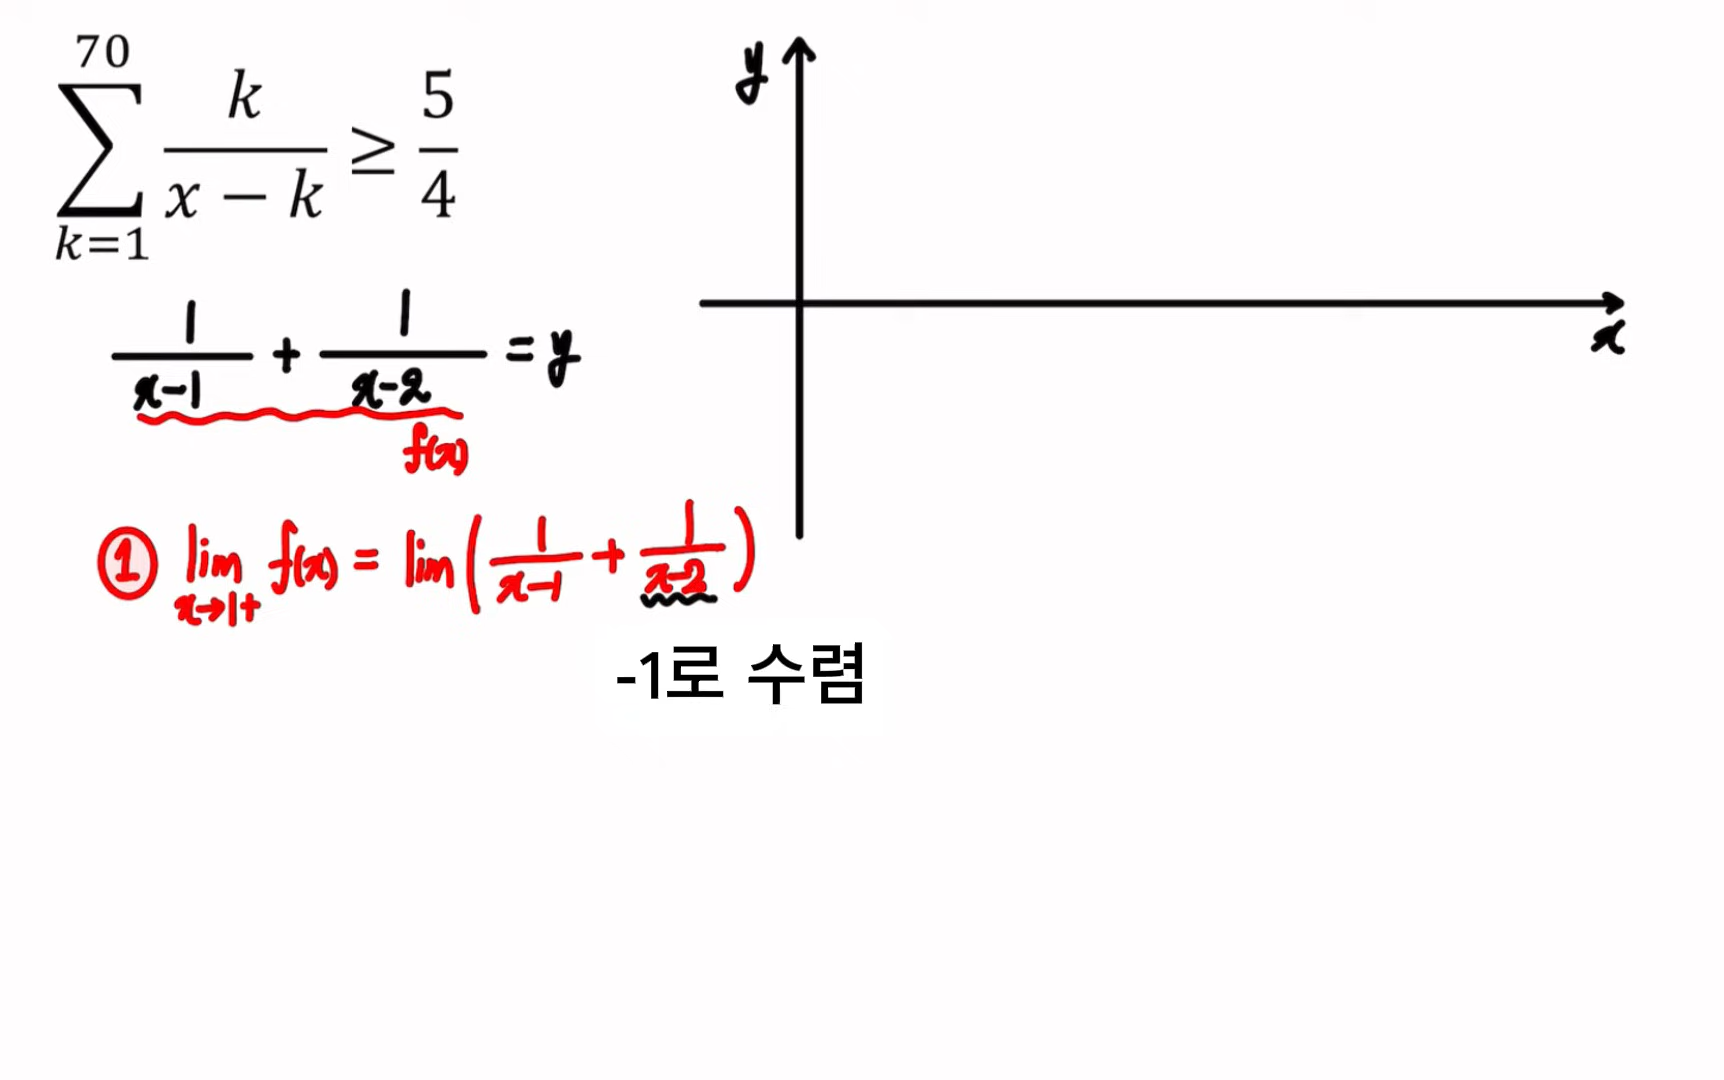 70
∑ k/(x − k) ≥ 5/4
k=1
1/(x-1) + 1/(x-2) = y
f(x)
① lim f(x) = lim(1/(x-1) + 1/(x-2))
x→1+
-1로 수렴
y
x